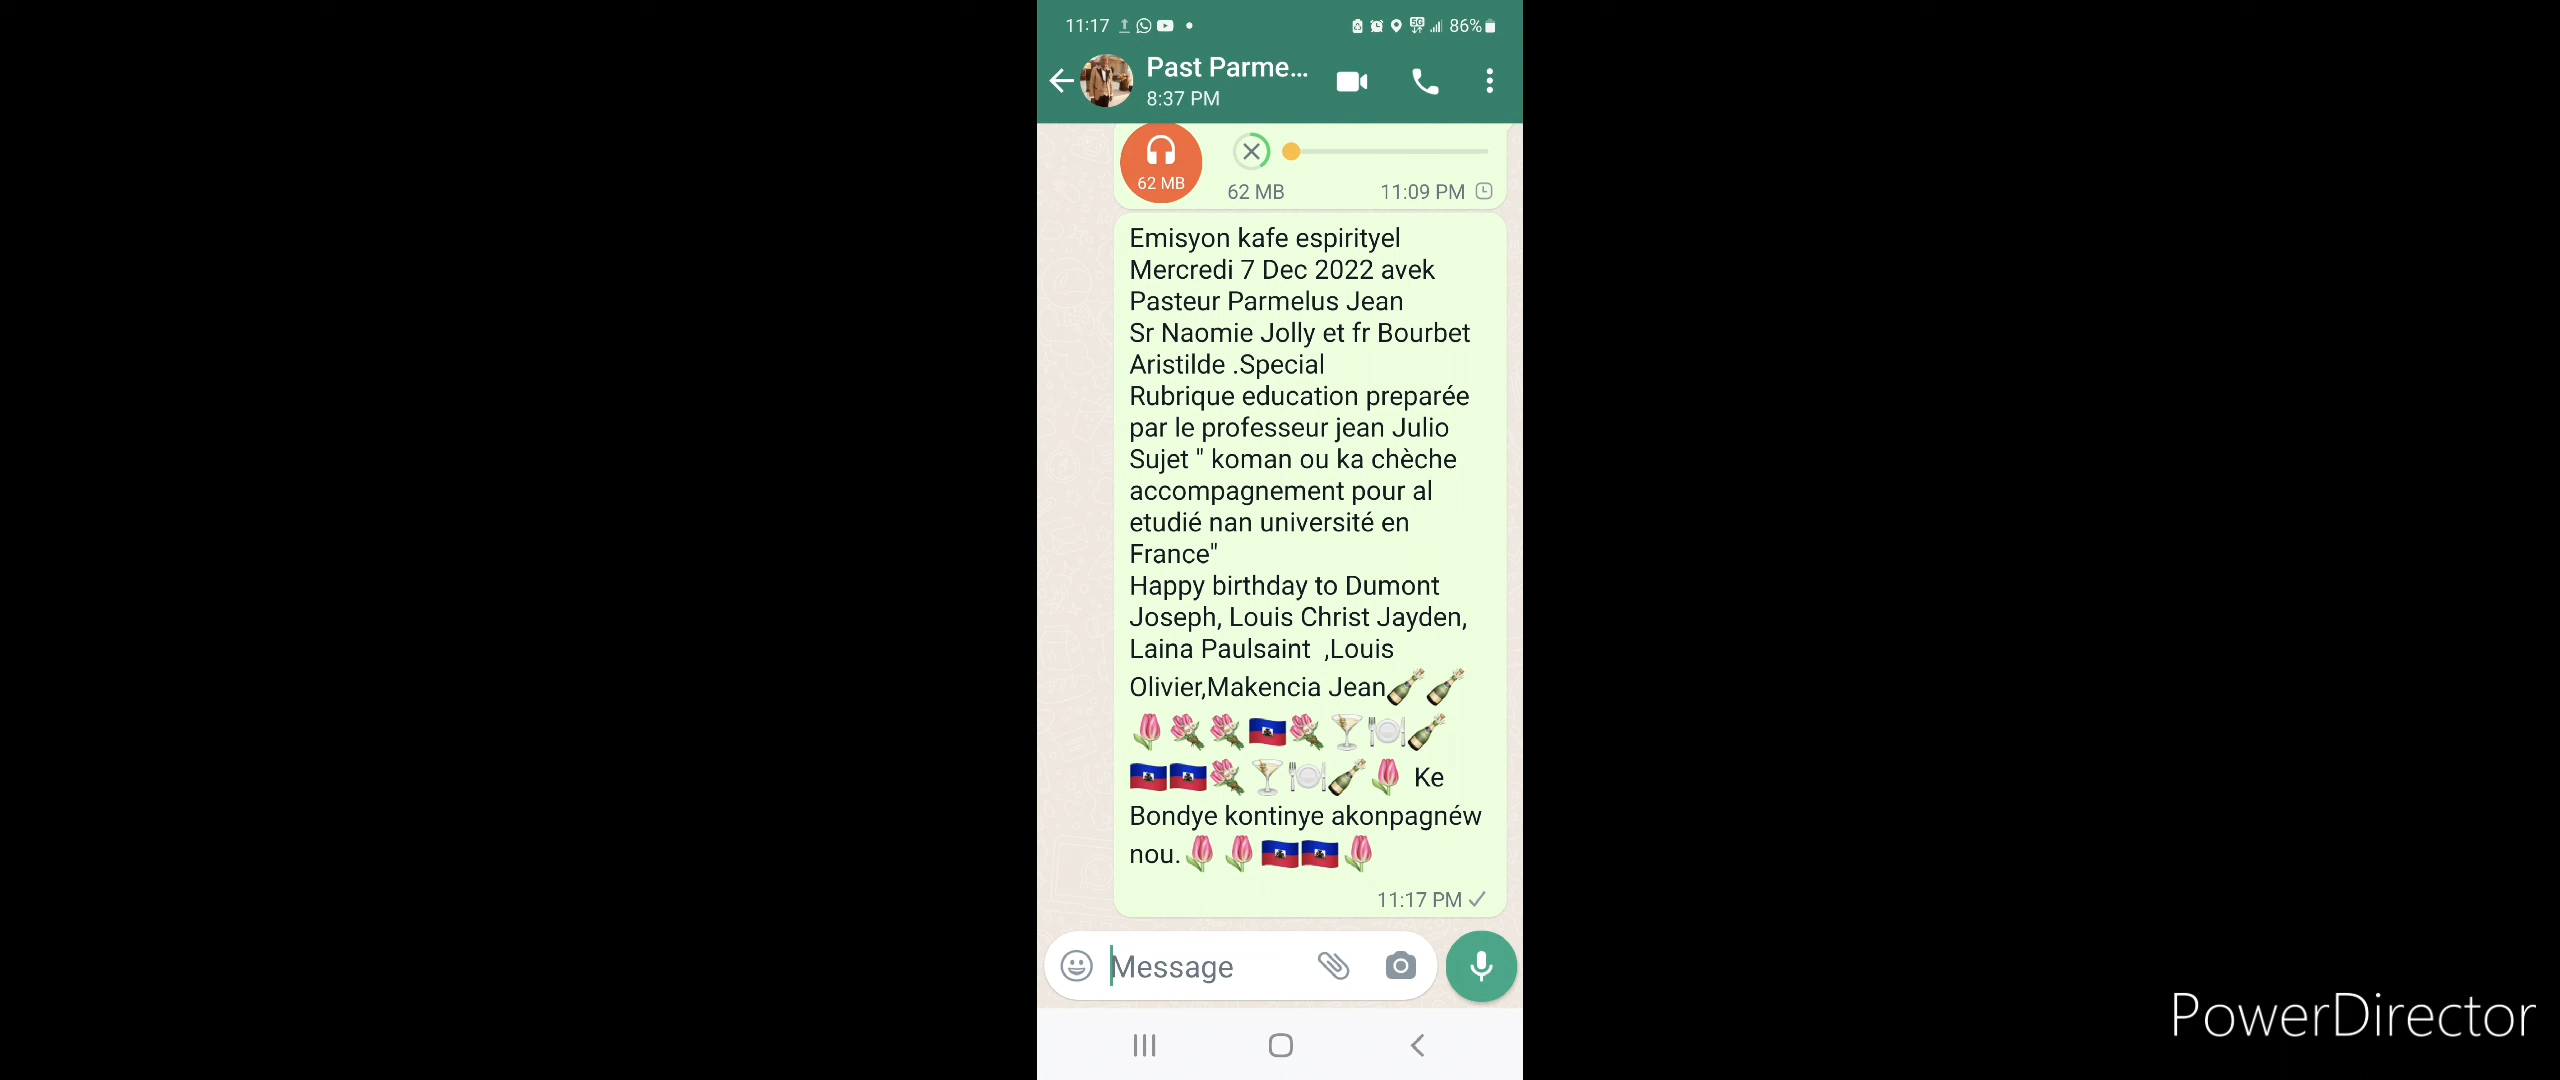 11:17
5G
86%
Past Parme...
8:37 PM
62 MB
62 MB
11:09 PM
Emisyon kafe espirityel
Mercredi 7 Dec 2022 avek
Pasteur Parmelus Jean
Sr Naomie Jolly et fr Bourbet
Aristilde .Special
Rubrique education preparée
par le professeur jean Julio
Sujet " koman ou ka chèche
accompagnement pour al
etudié nan université en
France"
Happy birthday to Dumont
Joseph, Louis Christ Jayden,
Laina Paulsaint  ,Louis
Olivier,Makencia Jean🍾🍾
🌷💐💐🇭🇹💐🍸🍽🍾
🇭🇹🇭🇹💐🍸🍽🍾🌷 Ke
Bondye kontinye akonpagnéw
nou.🌷🌷🇭🇹🇭🇹🌷
11:17 PM
Message
PowerDirector